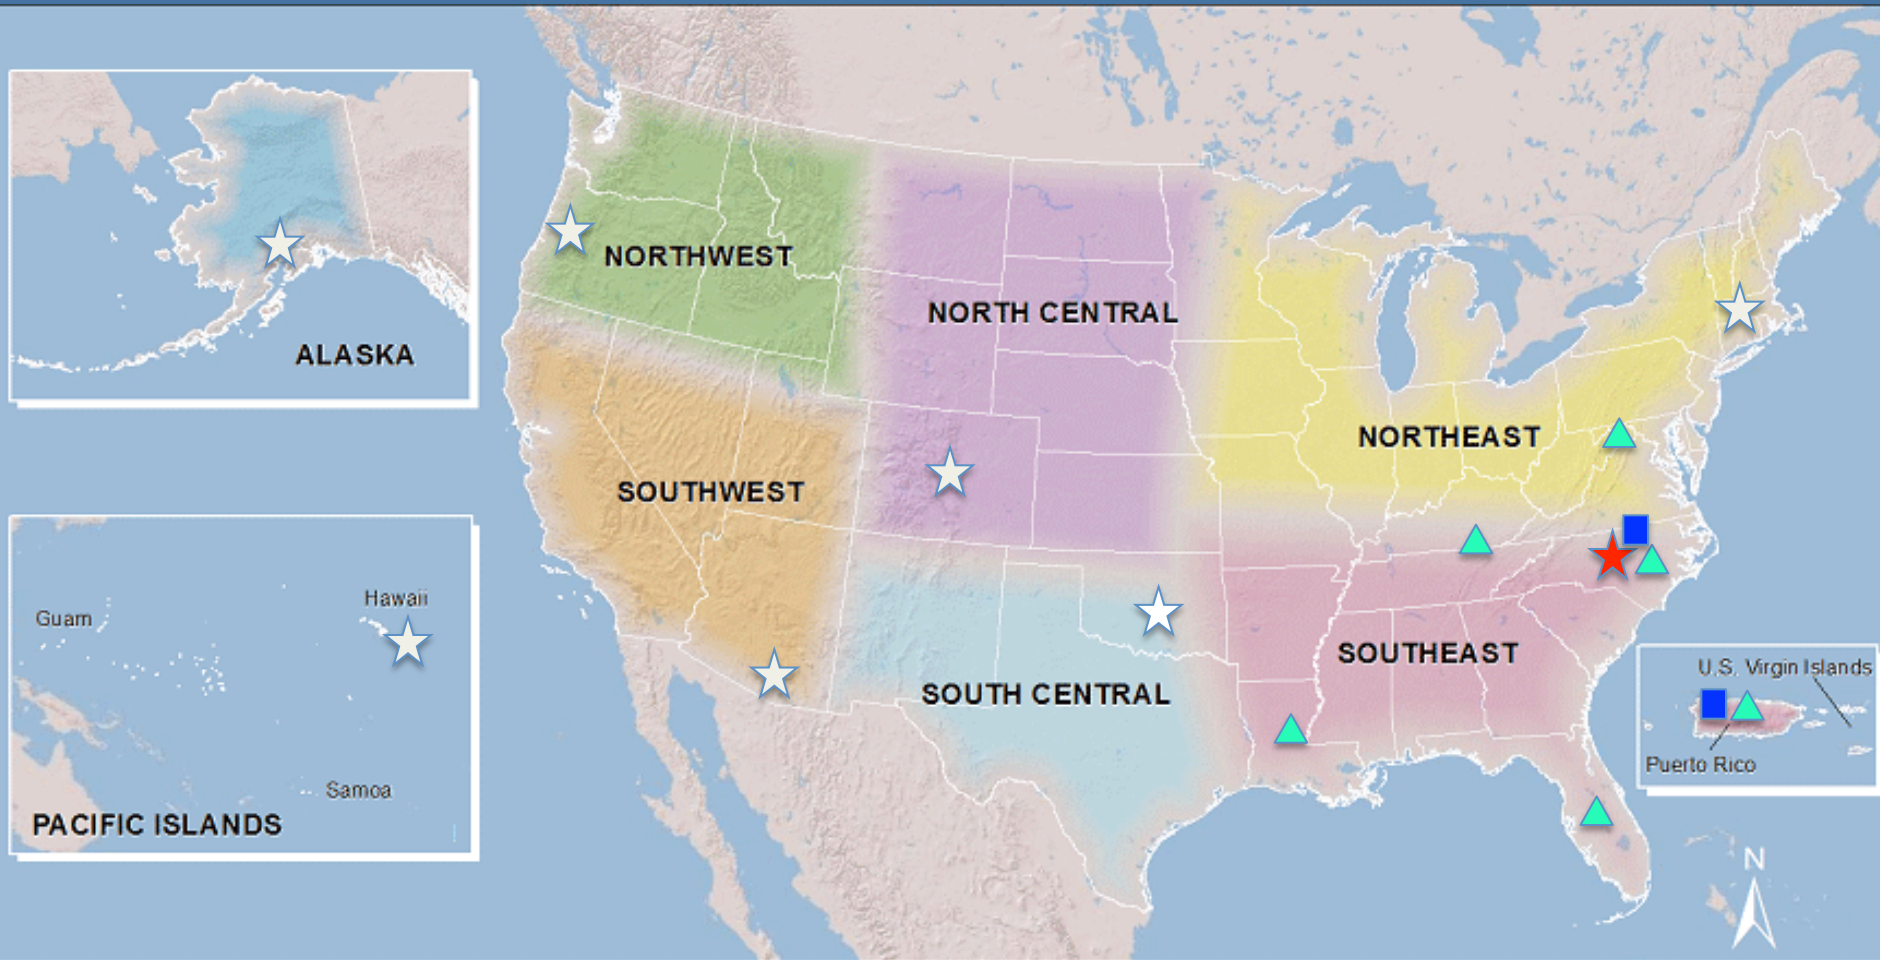 NORTHWEST
ALASKA
NORTH CENTRAL
NORTHEAST
SOUTHWEST
Hawaii
Guam
SOUTHEAST
U.S. Virgin Islands
SOUTH CENTRAL
Puerto Rico
Samoa
PACIFIC ISLANDS
N